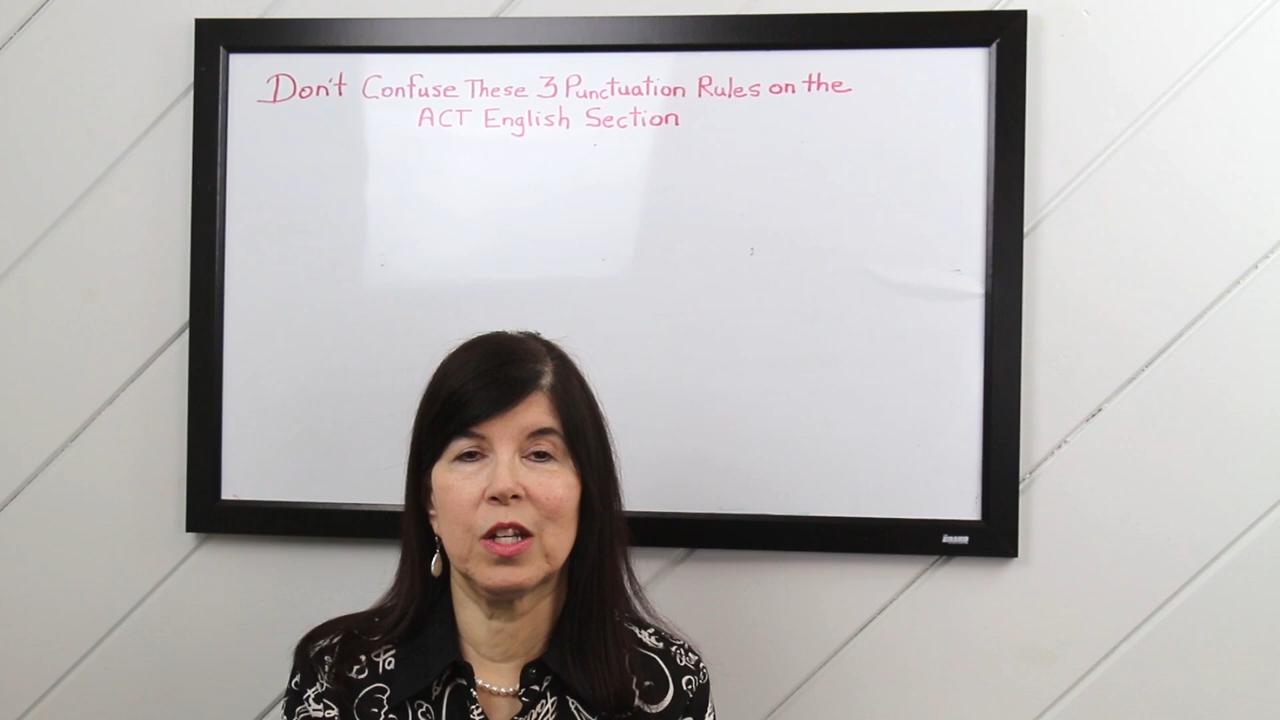 Don't Confuse These 3 Punctuation Rules on the
ACT English Section